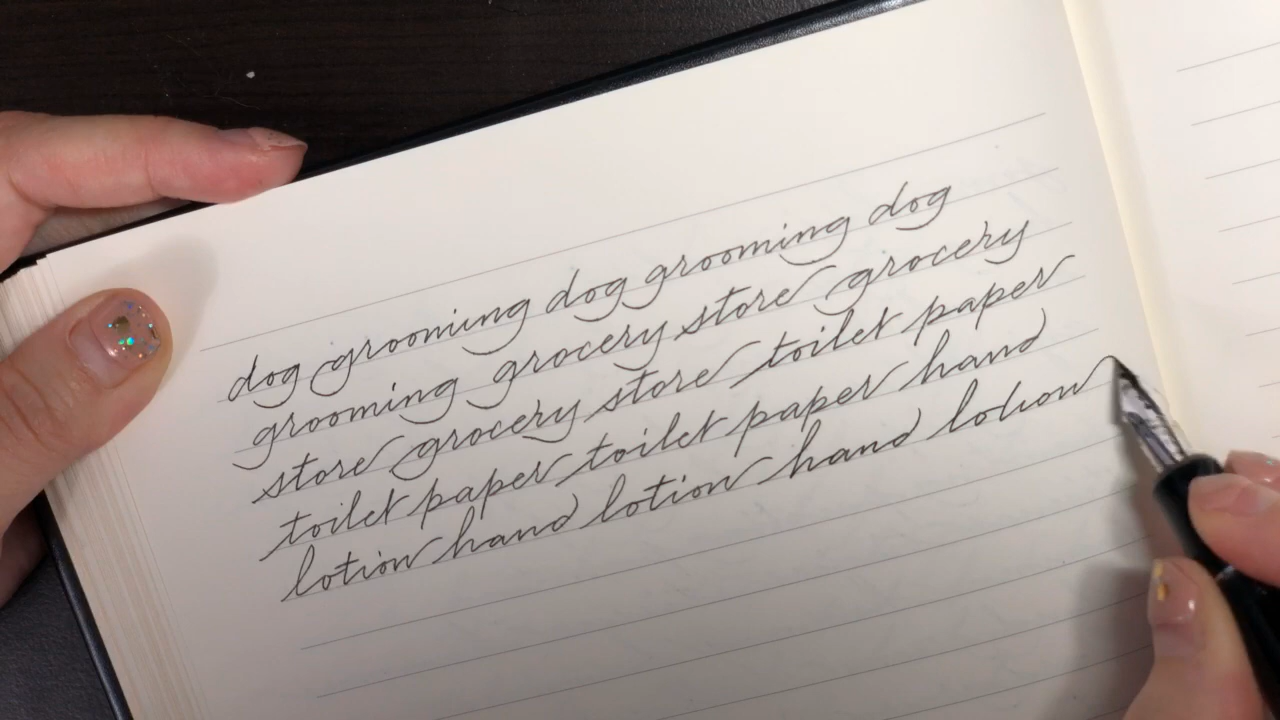 dog grooming dog grooming dog
grooming grocery store grocery
store grocery store toilet paper
toilet paper toilet paper hand
lotion hand lotion hand lotion